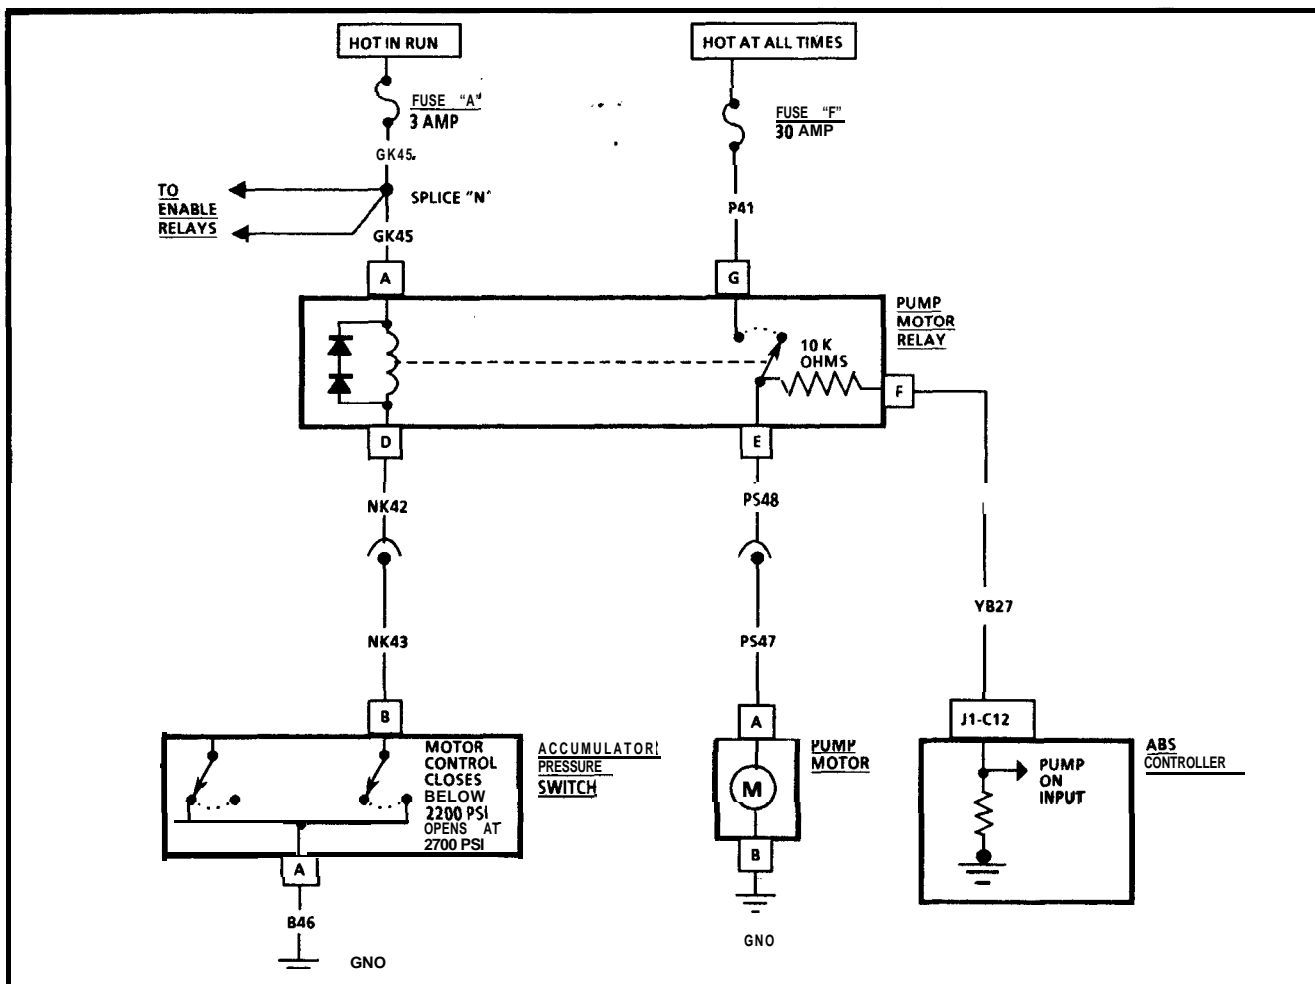 HOT IN RUN
HOT AT ALL TIMES
FUSE "A"
3 AMP
FUSE "F"
30 AMP
GK45
TO
ENABLE
RELAYS
SPLICE "N"
P41
GK45
A
G
PUMP
MOTOR
RELAY
10 K
OHMS
F
D
E
NK42
PS48
YB27
NK43
PS47
B
A
J1-C12
MOTOR
CONTROL
CLOSES
BELOW
2200 PSI
OPENS AT
2700 PSI
ACCUMULATOR
PRESSURE
SWITCH
PUMP
MOTOR
M
PUMP
ON
INPUT
ABS
CONTROLLER
A
B
B46
GNO
GNO